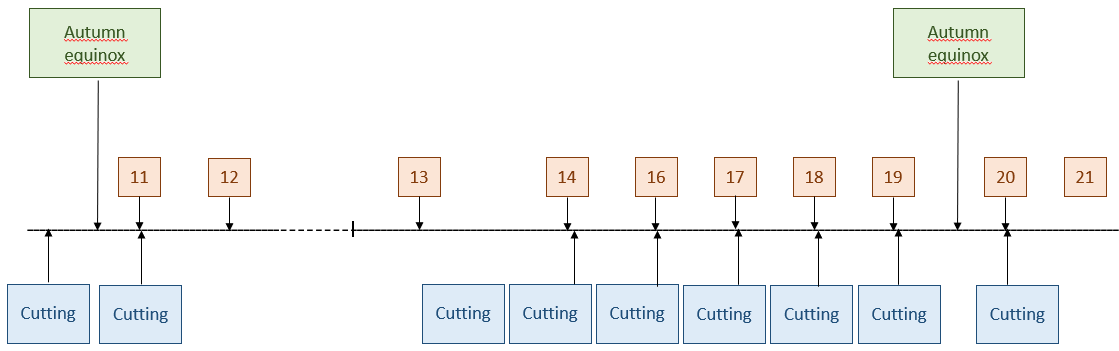 Autumn
equinox
Autumn
equinox
11
12
13
14
16
17
18
19
20
21
Cutting
Cutting
Cutting
Cutting
Cutting
Cutting
Cutting
Cutting
Cutting